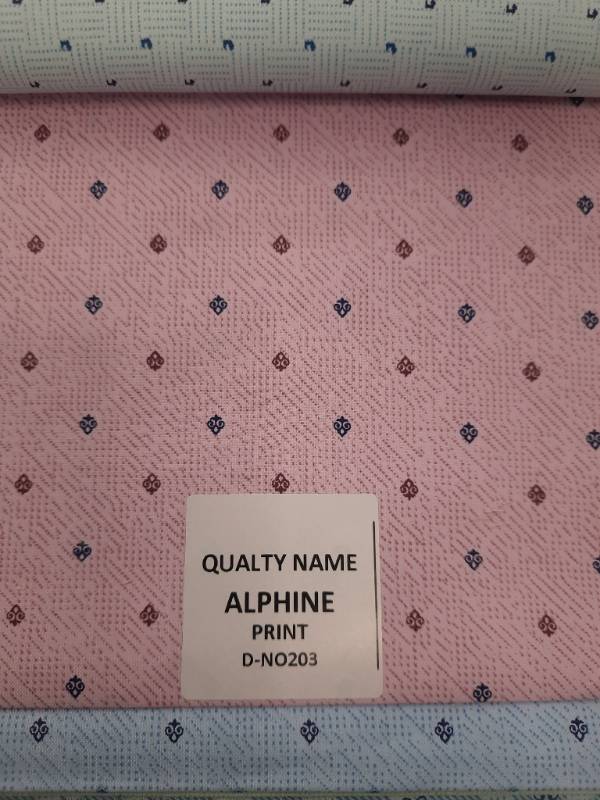 QUALTY NAME
ALPHINE
PRINT
D-NO203